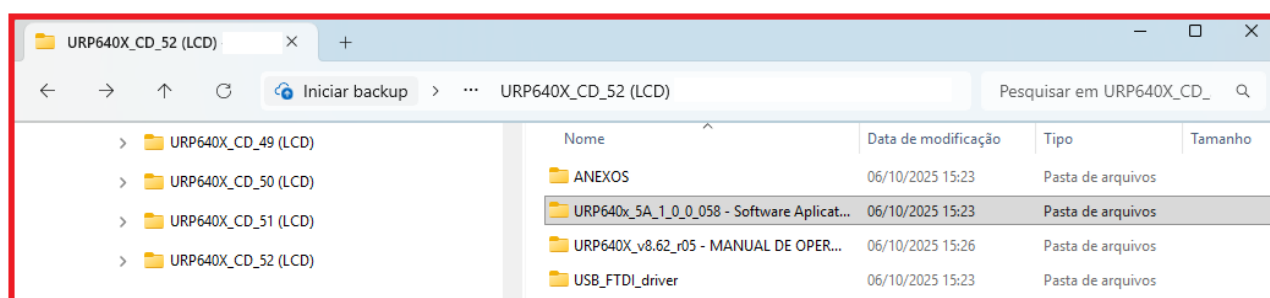 URP640X_CD_52 (LCD)
Iniciar backup > ... URP640X_CD_52 (LCD) Pesquisar em URP640X_CD_
URP640X_CD_49 (LCD)
URP640X_CD_50 (LCD)
URP640X_CD_51 (LCD)
URP640X_CD_52 (LCD)
Nome Data de modificação Tipo Tamanho
ANEXOS 06/10/2025 15:23 Pasta de arquivos
URP640x_5A_1_0_0_058 - Software Aplicat... 06/10/2025 15:23 Pasta de arquivos
URP640X_v8.62_r05 - MANUAL DE OPER... 06/10/2025 15:26 Pasta de arquivos
USB_FTDI_driver 06/10/2025 15:23 Pasta de arquivos